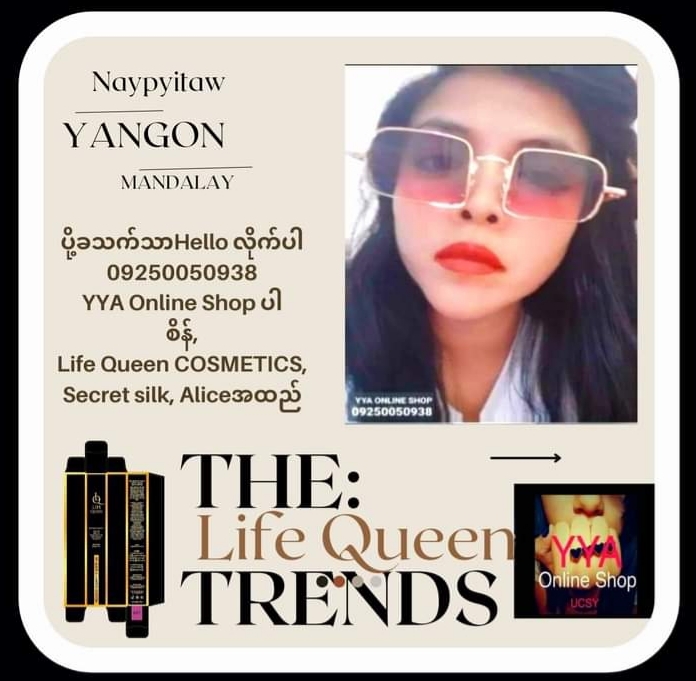 Naypyitaw
YANGON
MANDALAY
ပို့ခသက်သာHello လိုက်ပါ
09250050938
YYA Online Shop ပါ
စိန်,
Life Queen COSMETICS,
Secret silk, Aliceအထည်
YYA ONLINE SHOP
09250050938
THE:
Life Queen
TRENDS
YYA
Online Shop
UCSY